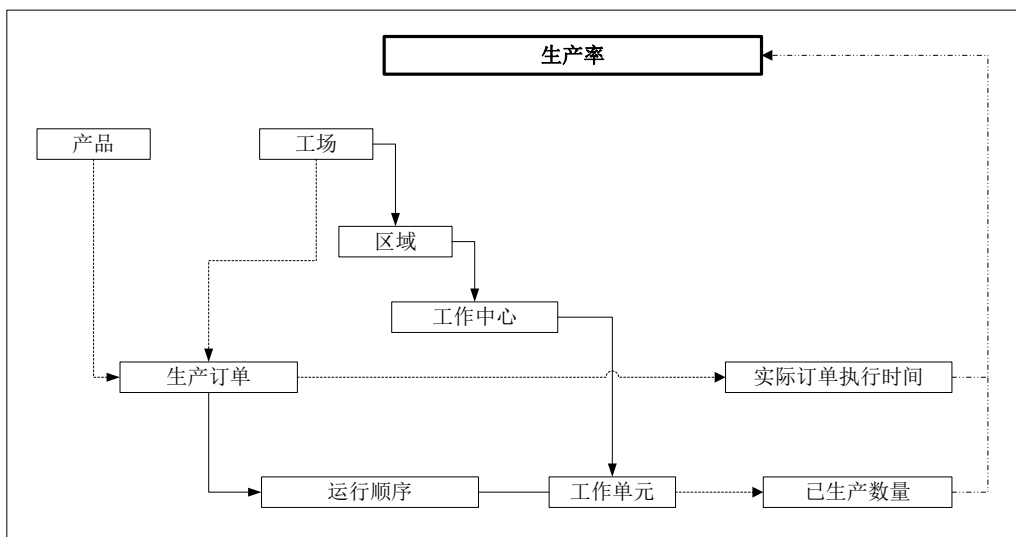 生产率
产品
工场
区域
工作中心
生产订单
实际订单执行时间
运行顺序
工作单元
已生产数量